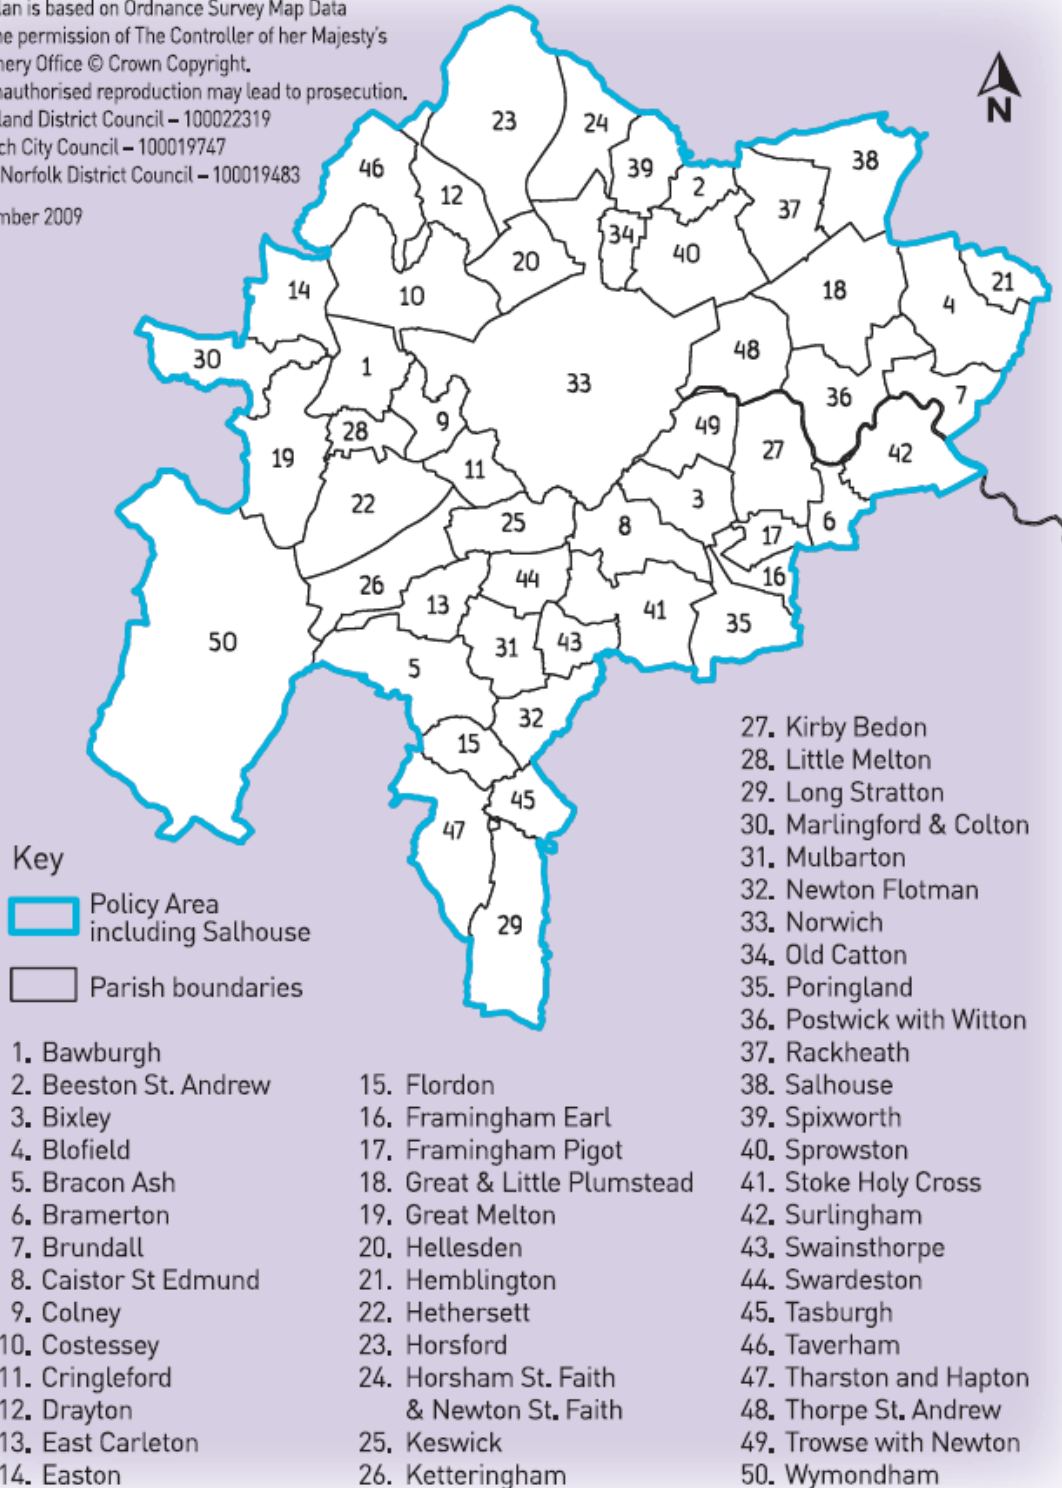 lan is based on Ordnance Survey Map Data
e permission of The Controller of her Majesty's
nery Office © Crown Copyright.
nauthorised reproduction may lead to prosecution.
land District Council – 100022319
ch City Council – 100019747
Norfolk District Council – 100019483
mber 2009
N
23
24
46
39
38
12
2
37
34
40
20
14
10
18
21
4
30
1
48
33
36
7
9
28
49
27
42
19
11
22
3
25
8
6
17
26
44
16
13
41
35
50
31
43
5
32
15
45
47
29
Key
Policy Area
including Salhouse
Parish boundaries
1. Bawburgh
2. Beeston St. Andrew
3. Bixley
4. Blofield
5. Bracon Ash
6. Bramerton
7. Brundall
8. Caistor St Edmund
9. Colney
10. Costessey
11. Cringleford
12. Drayton
13. East Carleton
14. Easton
15. Flordon
16. Framingham Earl
17. Framingham Pigot
18. Great & Little Plumstead
19. Great Melton
20. Hellesden
21. Hemblington
22. Hethersett
23. Horsford
24. Horsham St. Faith
& Newton St. Faith
25. Keswick
26. Ketteringham
27. Kirby Bedon
28. Little Melton
29. Long Stratton
30. Marlingford & Colton
31. Mulbarton
32. Newton Flotman
33. Norwich
34. Old Catton
35. Poringland
36. Postwick with Witton
37. Rackheath
38. Salhouse
39. Spixworth
40. Sprowston
41. Stoke Holy Cross
42. Surlingham
43. Swainsthorpe
44. Swardeston
45. Tasburgh
46. Taverham
47. Tharston and Hapton
48. Thorpe St. Andrew
49. Trowse with Newton
50. Wymondham